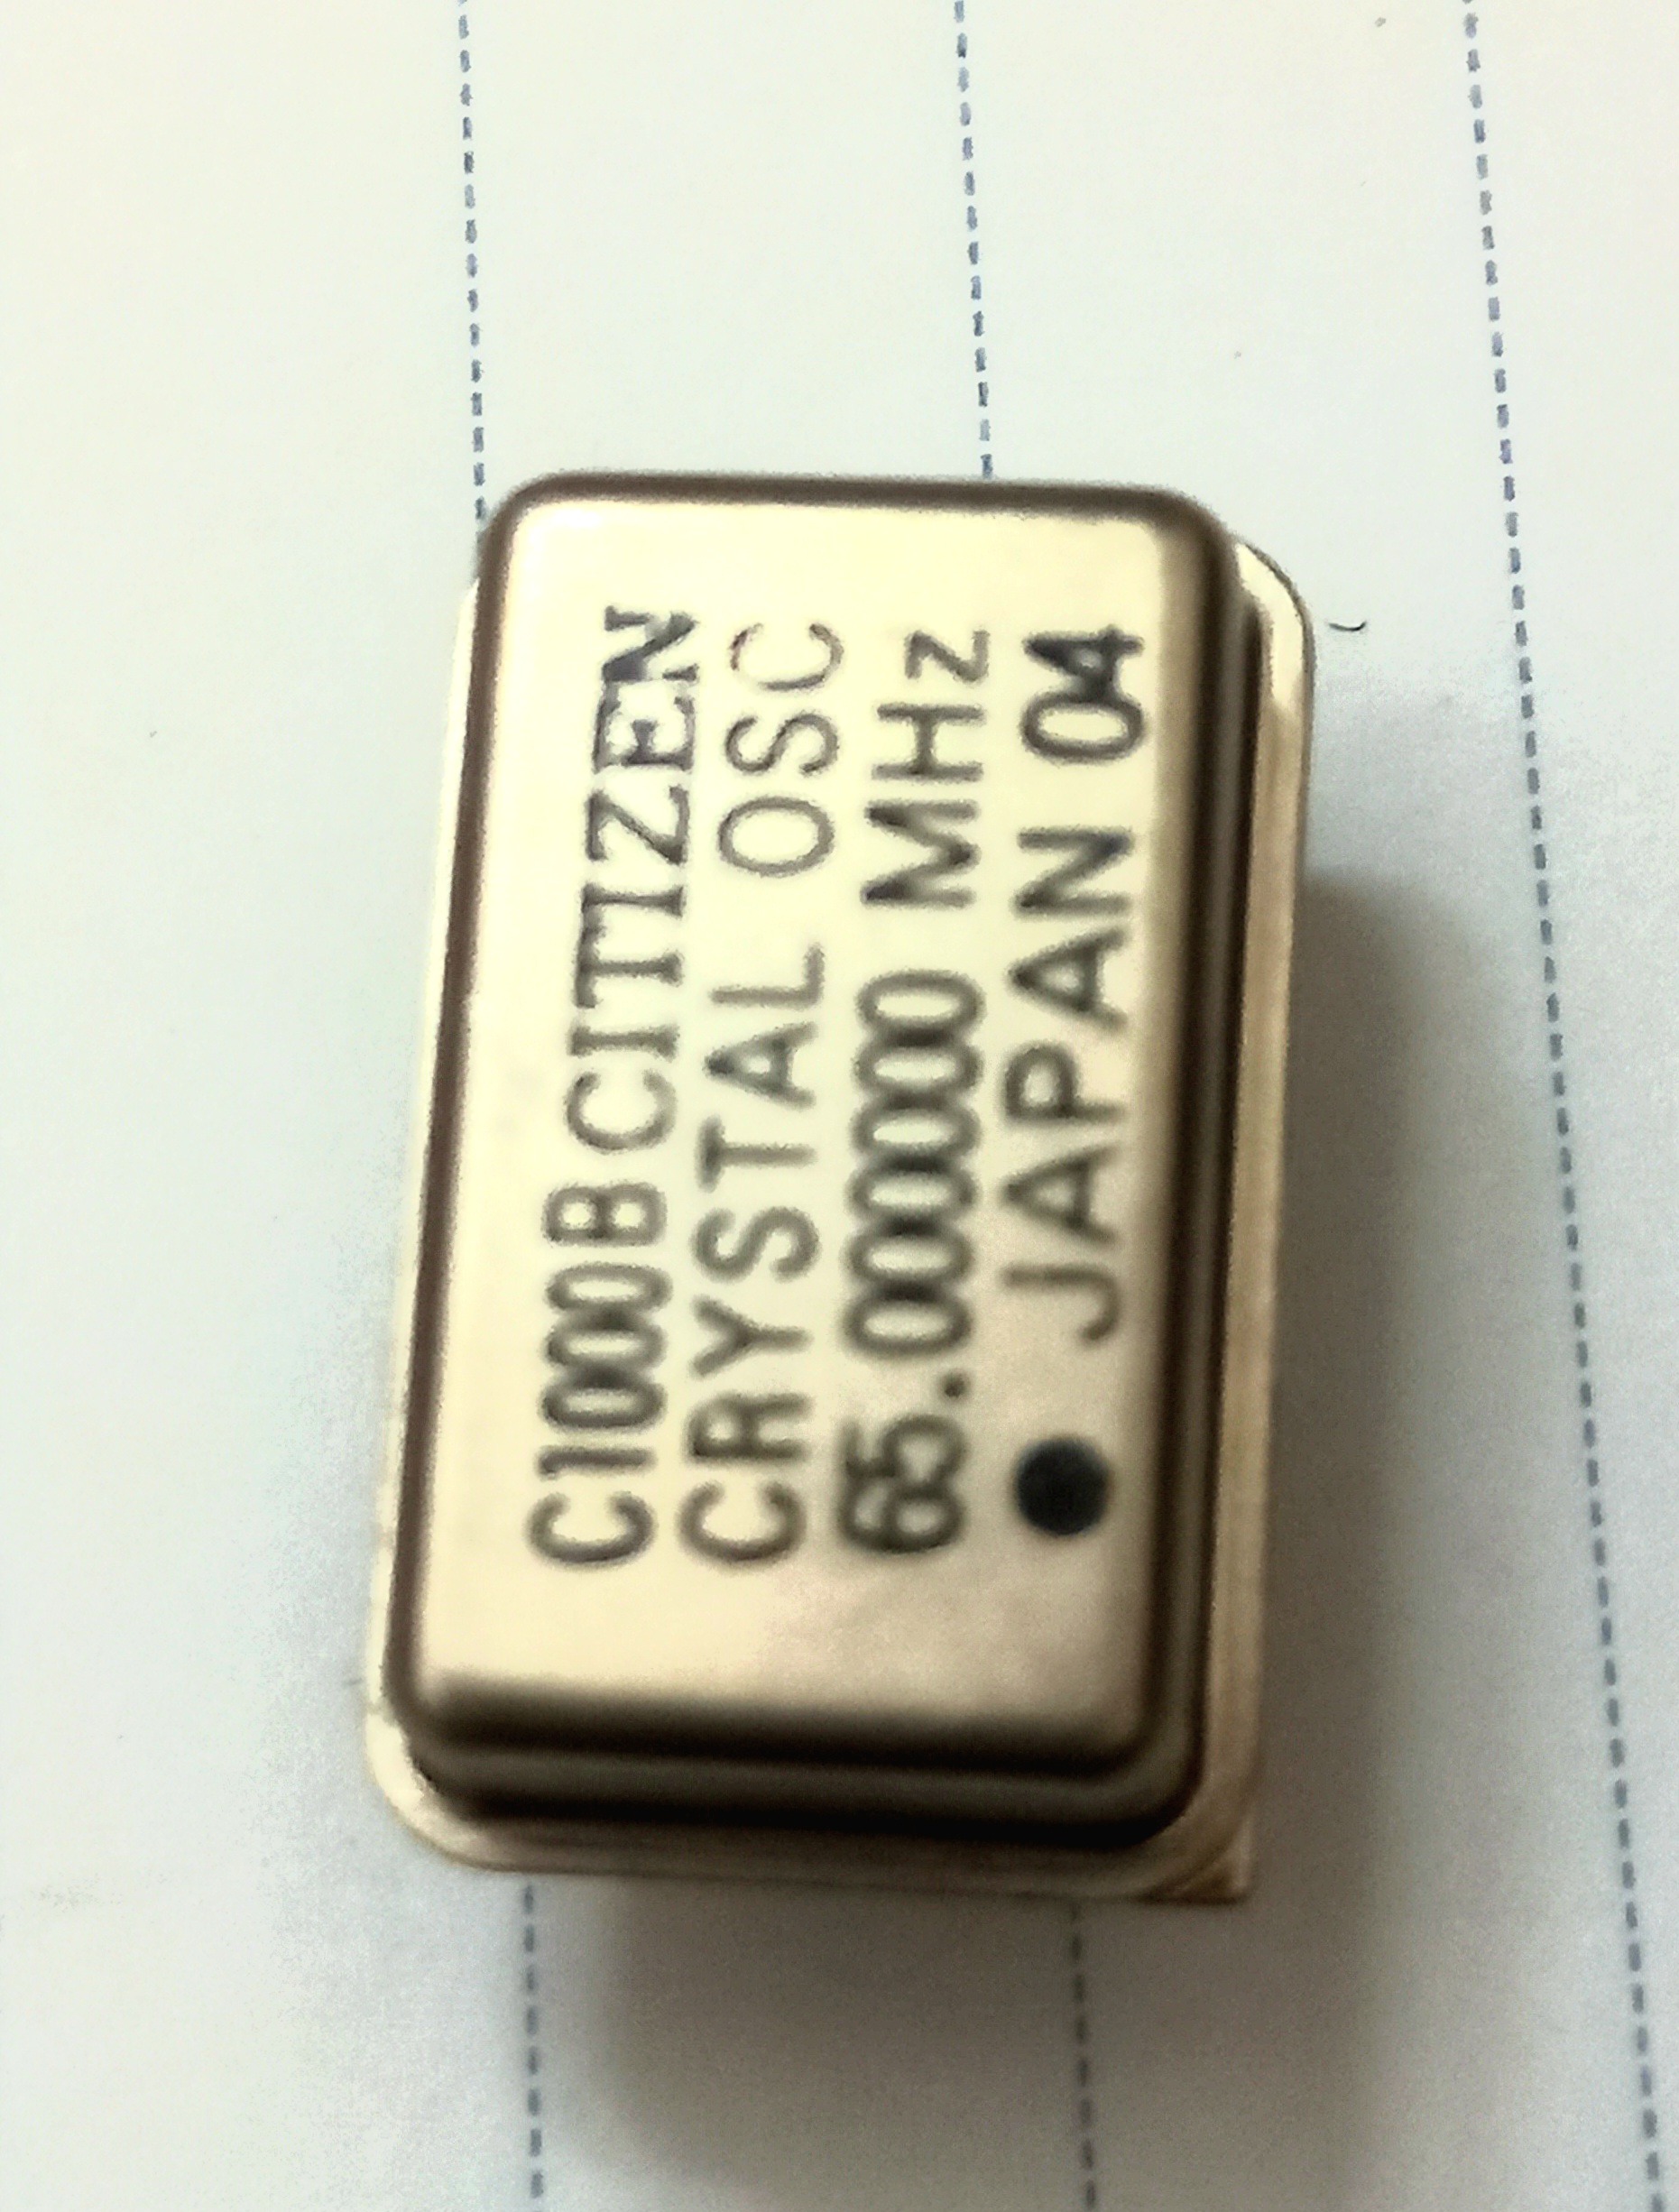 C1000B CITIZEN
CRYSTAL OSC
65.000000 MHz
JAPAN 04